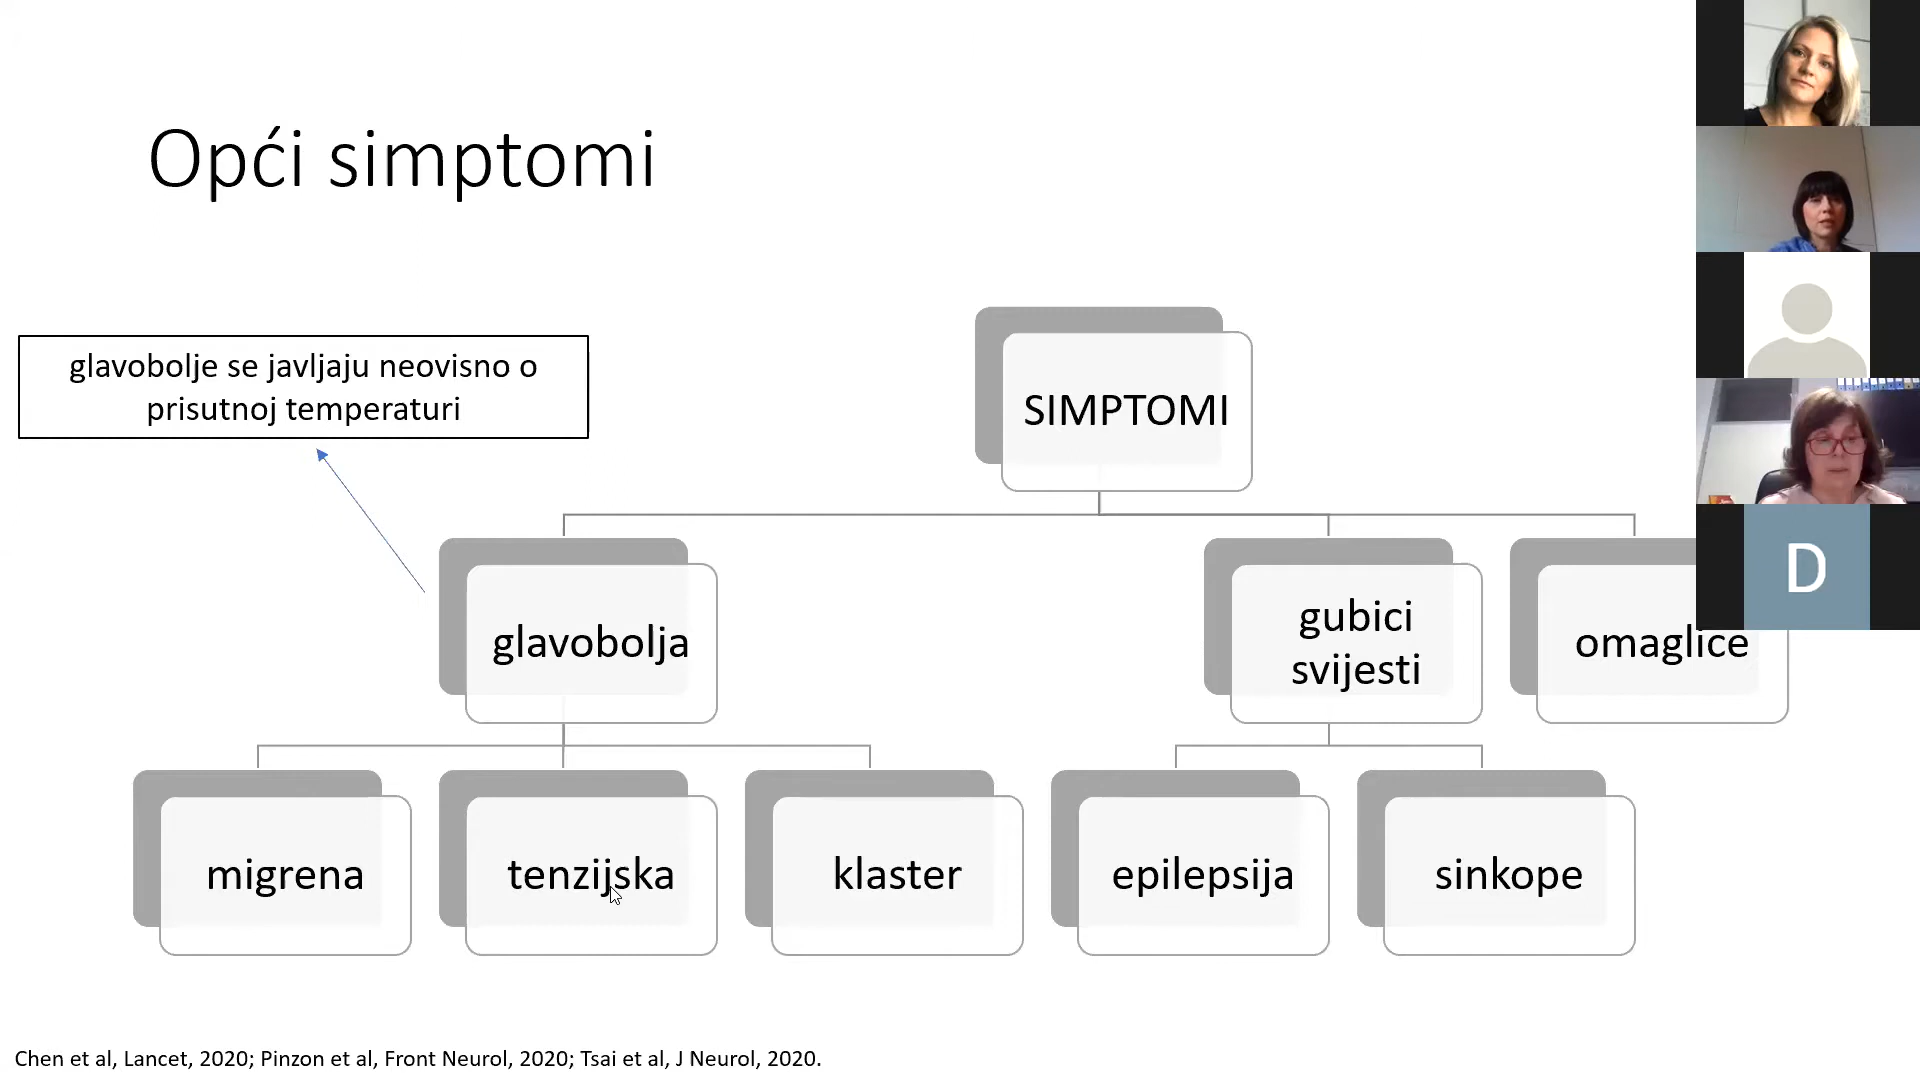 Opći simptomi
glavobolje se javljaju neovisno o
prisutnoj temperaturi
SIMPTOMI
glavobolja
gubici
svijesti
omaglice
migrena
tenzijska
klaster
epilepsija
sinkope
D
Chen et al, Lancet, 2020; Pinzon et al, Front Neurol, 2020; Tsai et al, J Neurol, 2020.